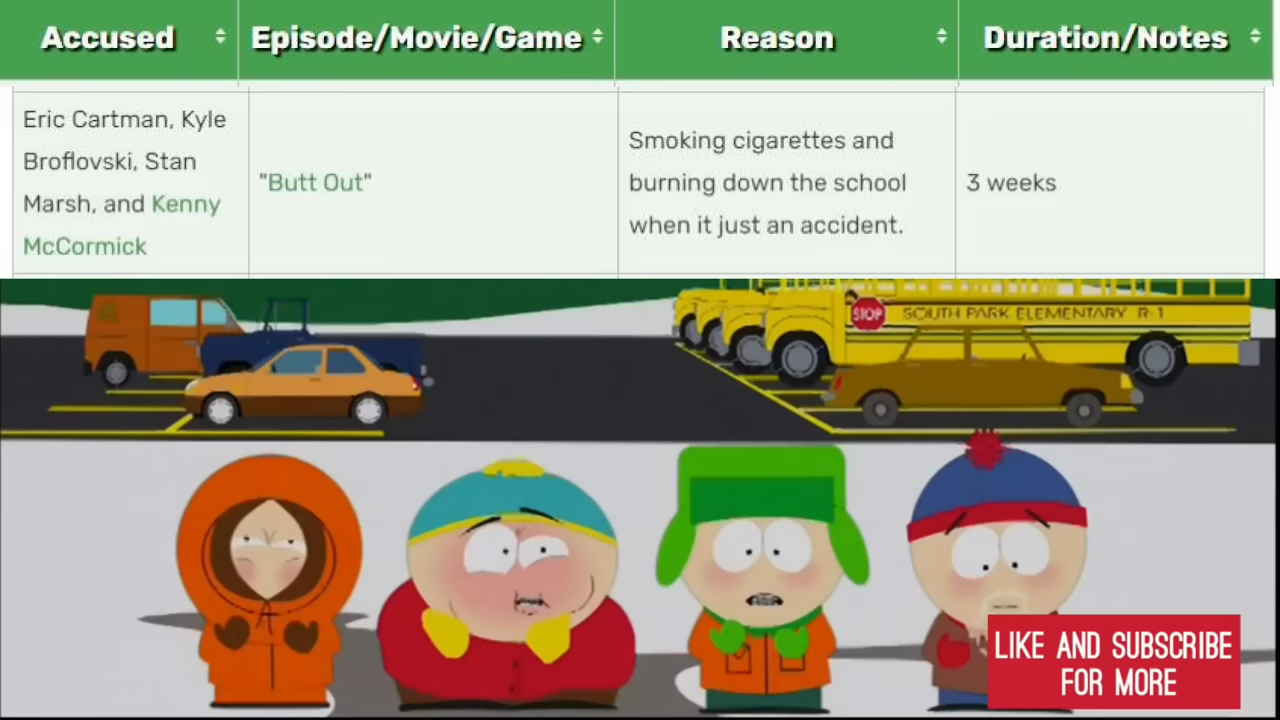 Accused Episode/Movie/Game Reason Duration/Notes
Eric Cartman, Kyle
Broflovski, Stan
Marsh, and Kenny
McCormick
"Butt Out"
Smoking cigarettes and
burning down the school
when it just an accident.
3 weeks
STOP SOUTH PARK ELEMENTARY R-1
LIKE AND SUBSCRIBE
FOR MORE